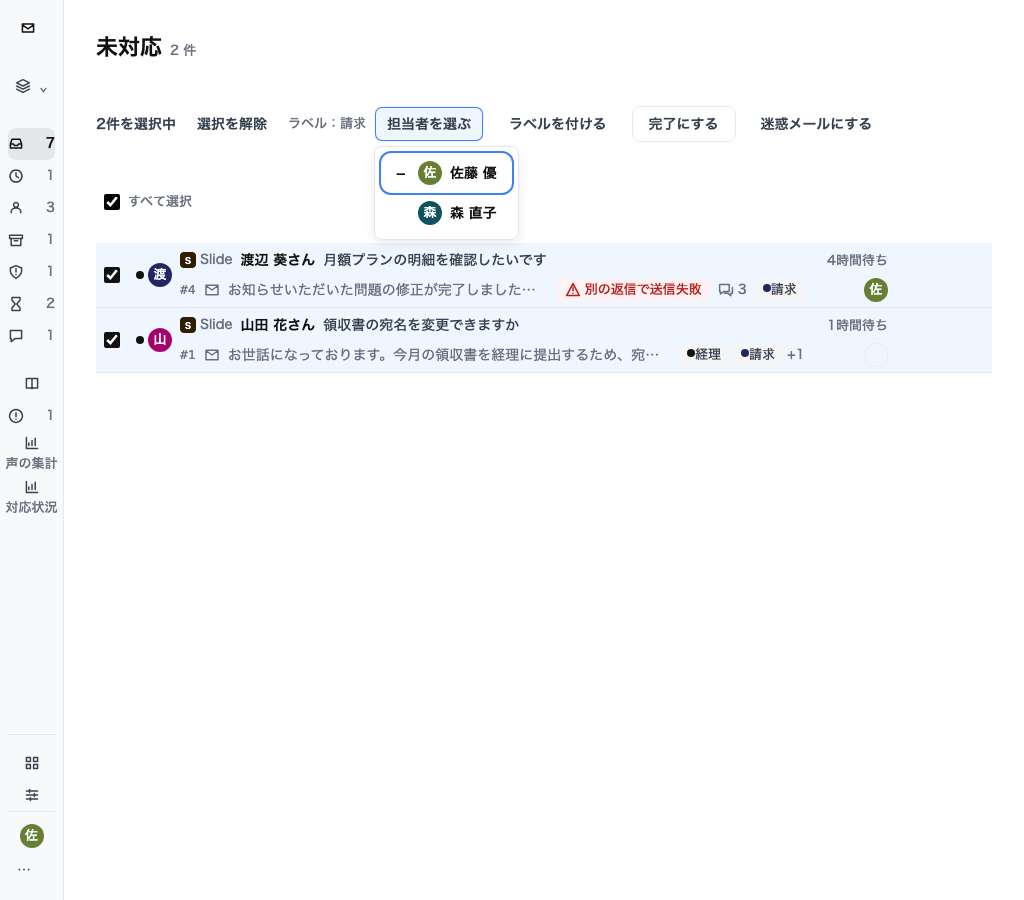 未対応 2 件
2件を選択中 選択を解除 ラベル：請求 担当者を選ぶ ラベルを付ける 完了にする 迷惑メールにする
– 佐 佐藤 優
森 森 直子
すべて選択
渡 s Slide 渡辺 葵さん 月額プランの明細を確認したいです 4時間待ち
#4 お知らせいただいた問題の修正が完了しました… 別の返信で送信失敗 3 請求 佐
山 s Slide 山田 花さん 領収書の宛名を変更できますか 1時間待ち
#1 お世話になっております。今月の領収書を経理に提出するため、宛… 経理 請求 +1
7
1
3
1
1
2
1
1
声の集計
対応状況
佐
…